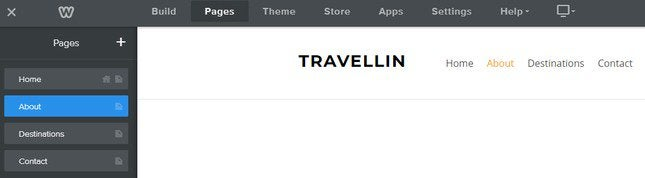 Build Pages Theme Store Apps Settings Help
Pages +
Home
About
Destinations
Contact
TRAVELLIN Home About Destinations Contact